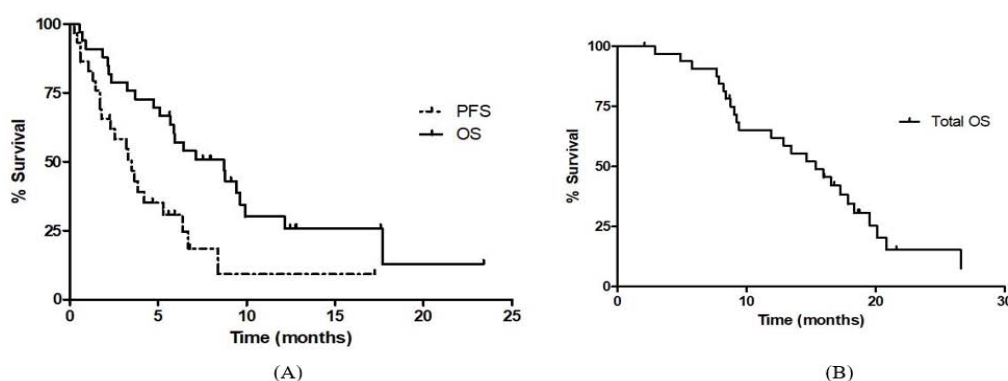 100
75
50
25
0
% Survival
0 5 10 15 20 25
Time (months)
PFS
OS
(A)
100
75
50
25
0
% Survival
0 10 20 30
Time (months)
Total OS
(B)